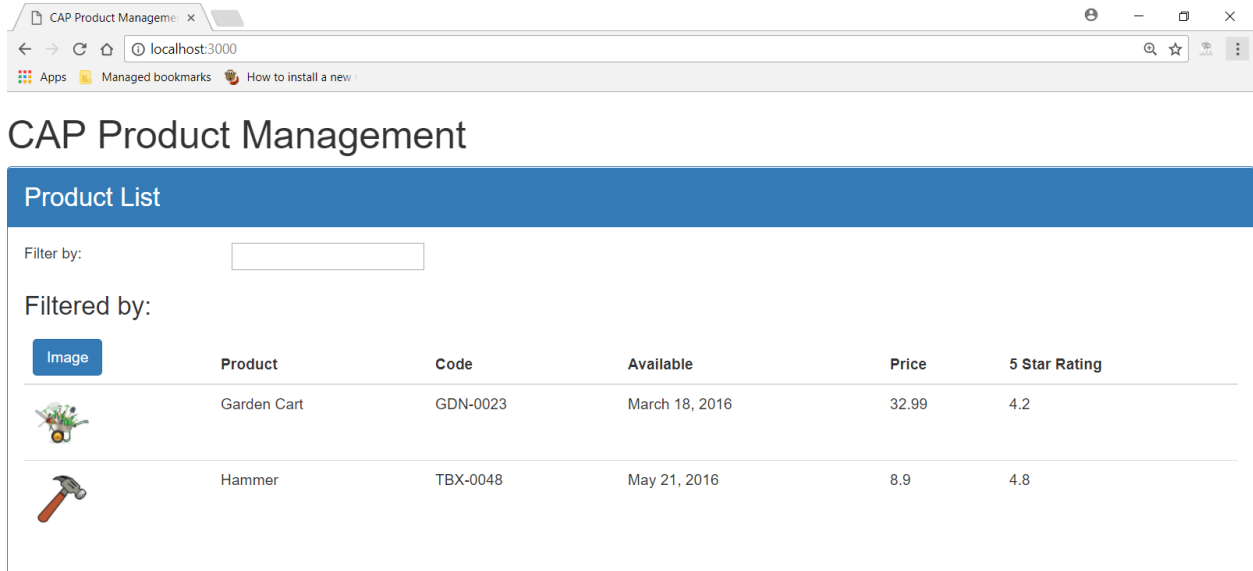 CAP Product Managemen
localhost:3000
Apps Managed bookmarks How to install a new
CAP Product Management
Product List
Filter by:
Filtered by:
Image Product Code Available Price 5 Star Rating
Garden Cart GDN-0023 March 18, 2016 32.99 4.2
Hammer TBX-0048 May 21, 2016 8.9 4.8